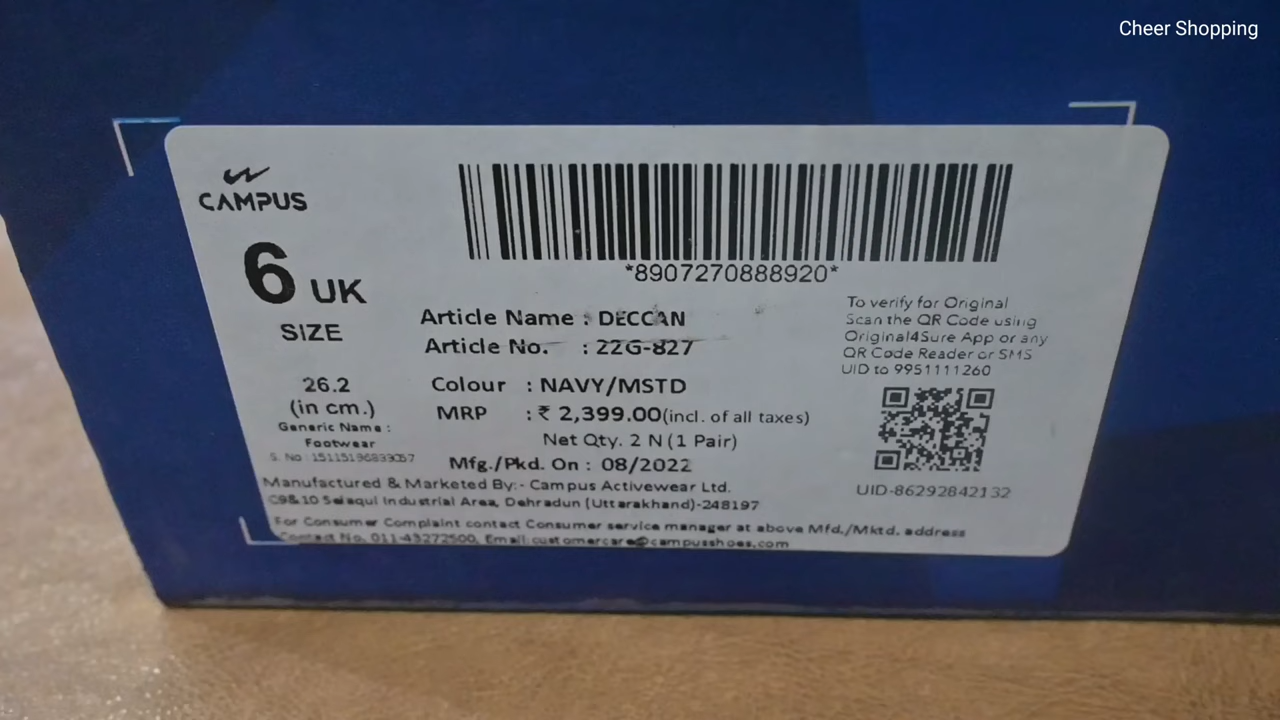 Cheer Shopping
CAMPUS
6 UK
SIZE
26.2
(in cm.)
Generic Name :
Footwear
S. No : 15115196839057
*8907270888920*
Article Name : DECCAN
Article No. : 22G-827
Colour : NAVY/MSTD
MRP : ₹ 2,399.00(incl. of all taxes)
Net Qty. 2 N (1 Pair)
Mfg./Pkd. On : 08/2022
To verify for Original
Scan the QR Code using
Original4Sure App or any
QR Code Reader or SMS
UID to 9951111260
UID-86292842132
Manufactured & Marketed By:- Campus Activewear Ltd.
C9&10 Selaqui Industrial Area, Dehradun (Uttarakhand)-248197
For Consumer Complaint contact Consumer service manager at above Mfd./Mktd. address
Contact No. 011-43272500, Email:customercare@campusshoes.com